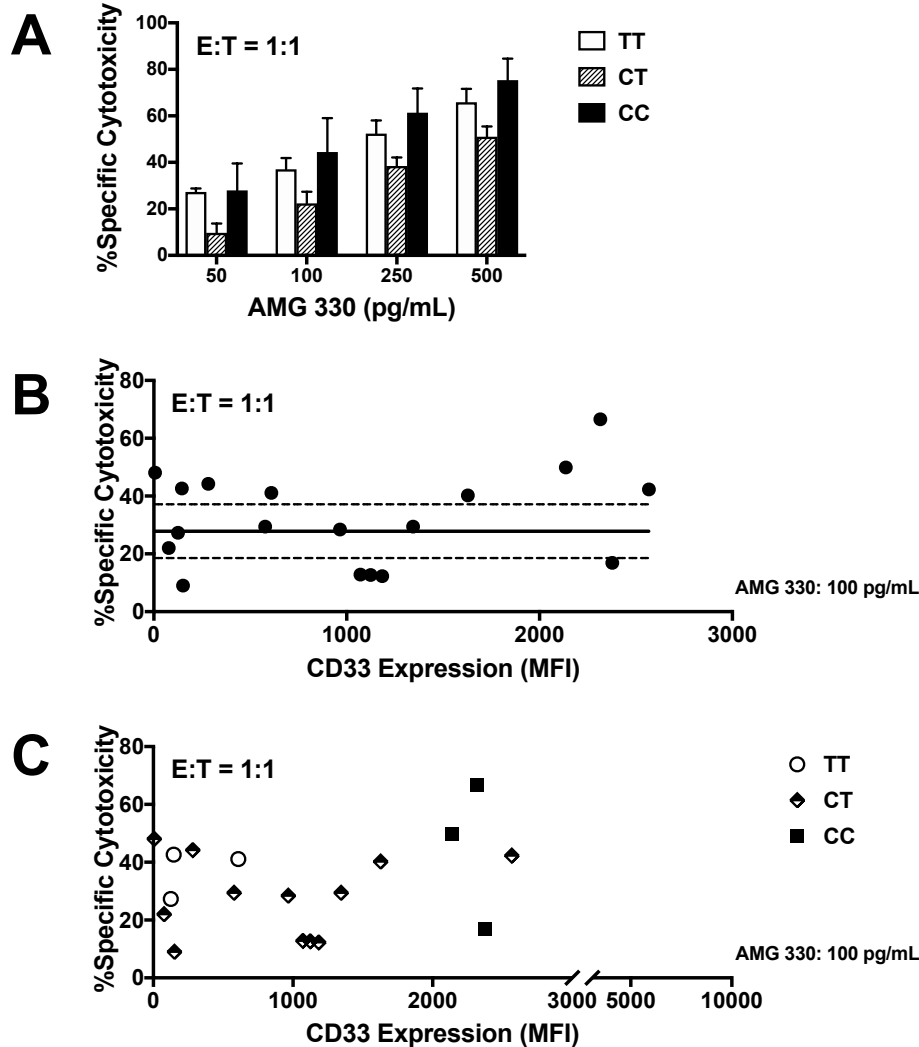 A
%Specific Cytotoxicity
100
80
60
40
20
0
E:T = 1:1
TT
CT
CC
50 100 250 500
AMG 330 (pg/mL)
B
%Specific Cytotoxicity
80
60
40
20
0
E:T = 1:1
AMG 330: 100 pg/mL
0 1000 2000 3000
CD33 Expression (MFI)
C
%Specific Cytotoxicity
80
60
40
20
0
E:T = 1:1
TT
CT
CC
AMG 330: 100 pg/mL
0 1000 2000 3000 5000 10000
CD33 Expression (MFI)